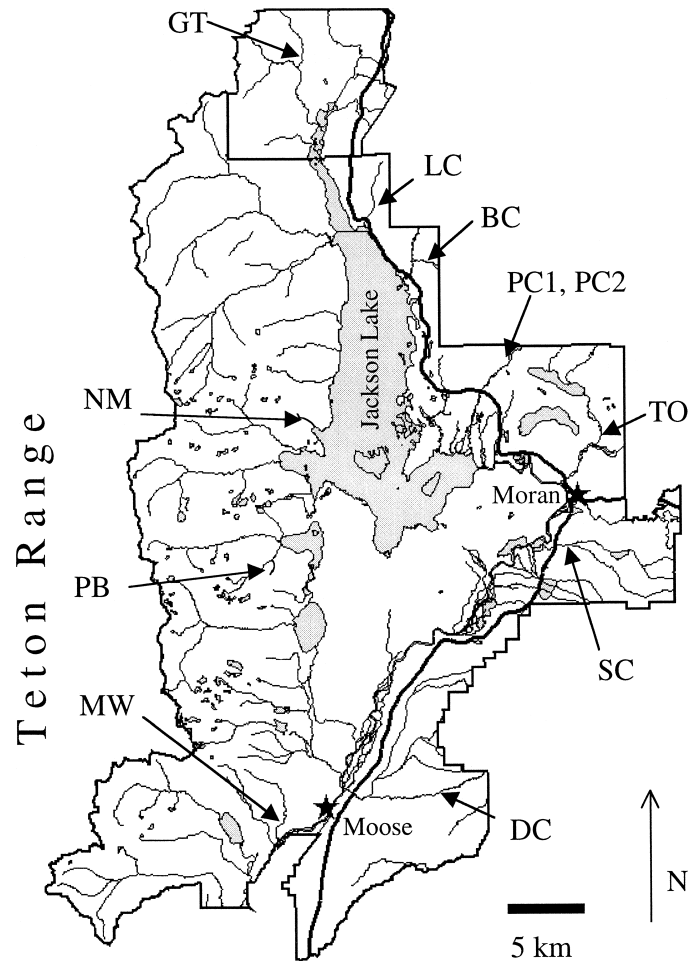 GT
LC
BC
PC1, PC2
Jackson Lake
NM
TO
Teton Range
Moran
PB
SC
MW
Moose
DC
N
5 km